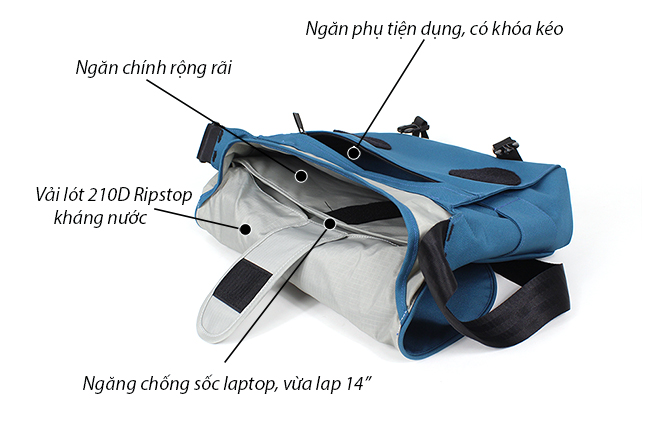 Ngăn phụ tiện dụng, có khóa kéo
Ngăn chính rộng rãi
Vải lót 210D Ripstop
kháng nước
Ngăng chống sốc laptop, vừa lap 14”